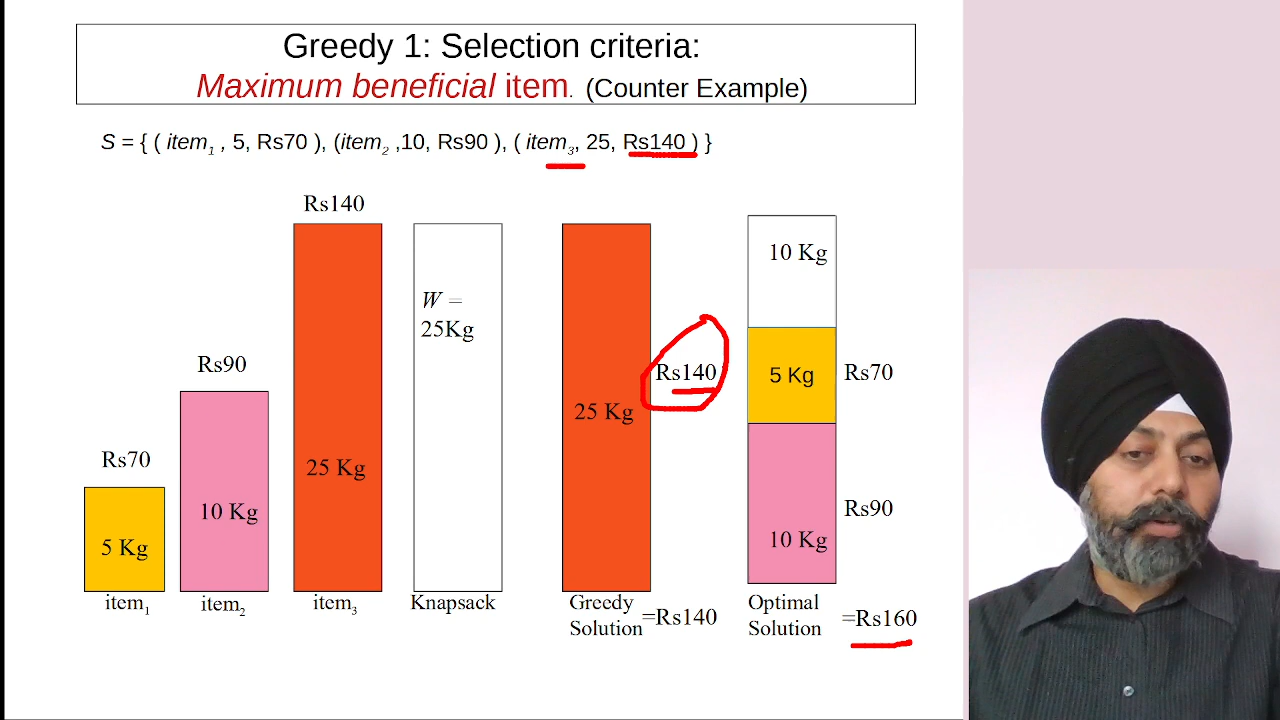 Greedy 1: Selection criteria:
Maximum beneficial item. (Counter Example)
S = { ( item₁ , 5, Rs70 ), (item₂ ,10, Rs90 ), ( item₃, 25, Rs140 ) }
Rs140
Rs90
Rs70
5 Kg
10 Kg
25 Kg
W =
25Kg
25 Kg
Rs140
10 Kg
5 Kg
Rs70
10 Kg
Rs90
item₁
item₂
item₃
Knapsack
Greedy
Solution
=Rs140
Optimal
Solution
=Rs160